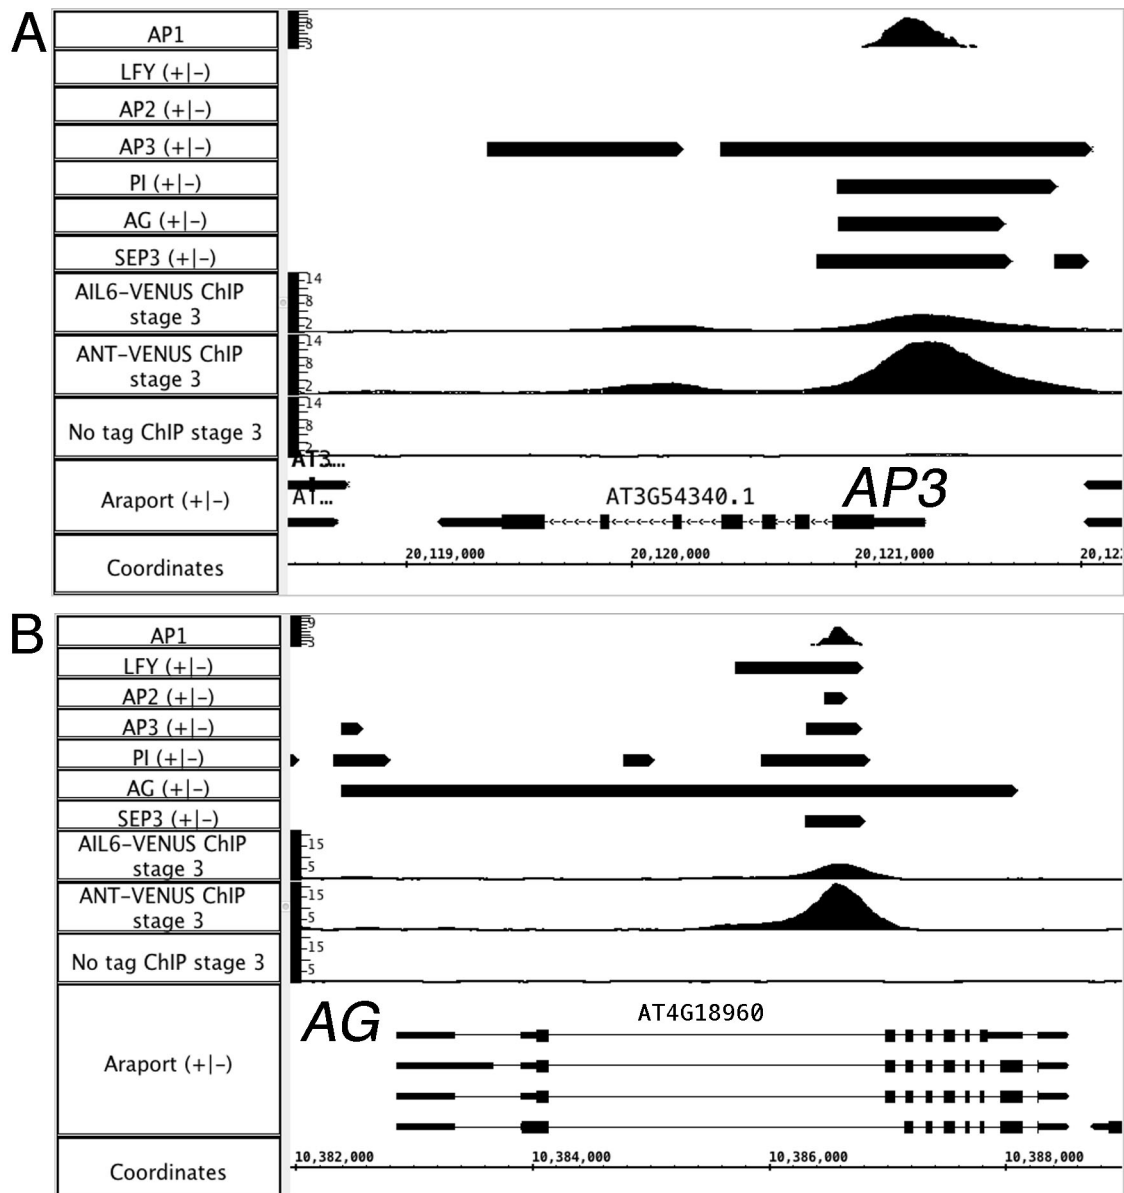 A
AP1
8
3
LFY (+|−)
AP2 (+|−)
AP3 (+|−)
PI (+|−)
AG (+|−)
SEP3 (+|−)
AIL6−VENUS ChIP
stage 3
14
8
2
ANT−VENUS ChIP
stage 3
14
8
2
No tag ChIP stage 3
14
8
2
Araport (+|−)
AT3...
AT...
AT3G54340.1
AP3
Coordinates
20,119,000 20,120,000 20,121,000 20,12
B
AP1
9
3
LFY (+|−)
AP2 (+|−)
AP3 (+|−)
PI (+|−)
AG (+|−)
SEP3 (+|−)
AIL6−VENUS ChIP
stage 3
15
5
ANT−VENUS ChIP
stage 3
15
5
No tag ChIP stage 3
15
5
Araport (+|−)
AG
AT4G18960
Coordinates
10,382,000 10,384,000 10,386,000 10,388,000